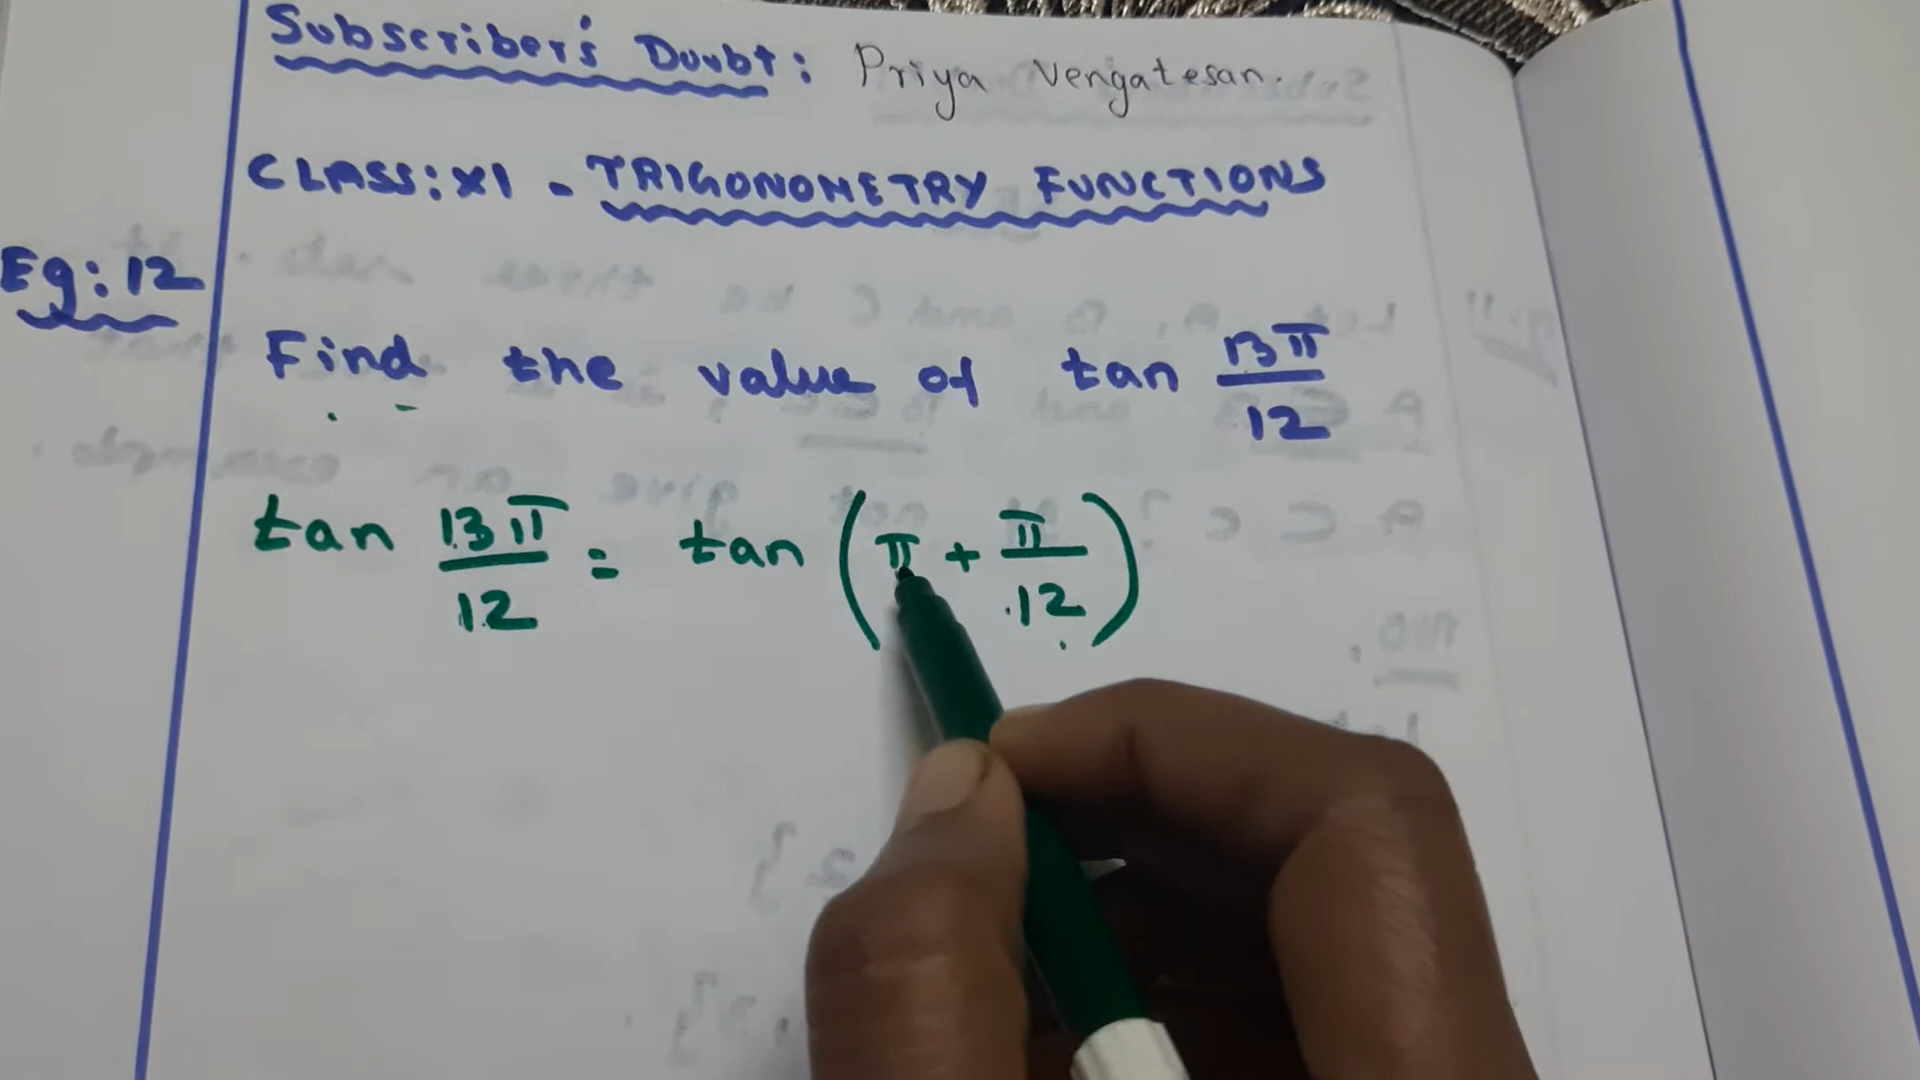 Subscriber's Doubt: Priya Vengatesan.
CLASS: XI - TRIGONOMETRY FUNCTIONS
Eg: 12
Find the value of tan 13π/12
tan 13π/12 = tan (π + π/12)